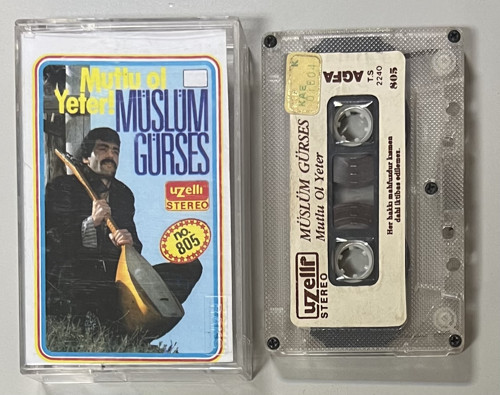 Mutlu ol
Yeter!
MÜSLÜM
GÜRSES
uzelli
STEREO
no.
805
uzelli
STEREO
MÜSLÜM GÜRSES
Mutlu Ol Yeter
Her hakkı mahfuzdur kısmen
dahi iktibas edilemez.
AGFA
T.S
2240
805